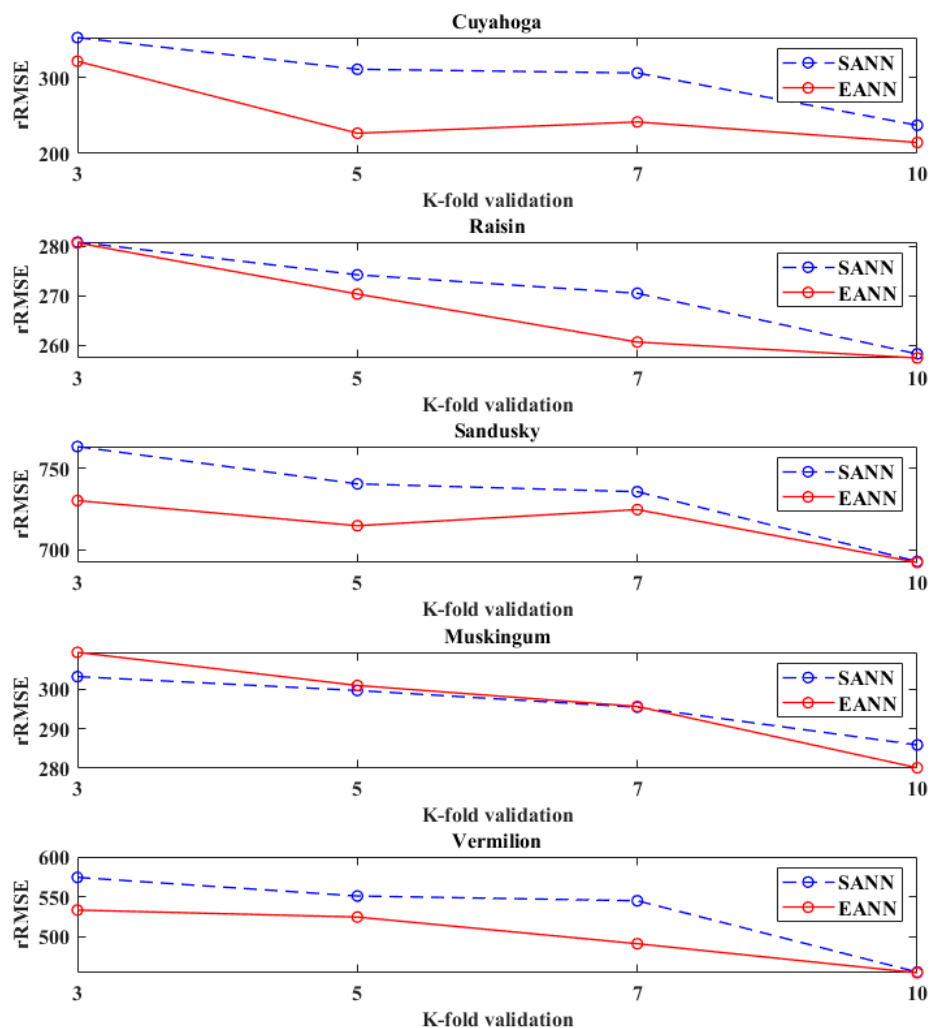 Cuyahoga
rRMSE
300
200
SANN
EANN
3 5 7 10
K-fold validation
Raisin
rRMSE
280
270
260
SANN
EANN
3 5 7 10
K-fold validation
Sandusky
rRMSE
750
700
SANN
EANN
3 5 7 10
K-fold validation
Muskingum
rRMSE
300
290
280
SANN
EANN
3 5 7 10
K-fold validation
Vermilion
rRMSE
600
550
500
SANN
EANN
3 5 7 10
K-fold validation